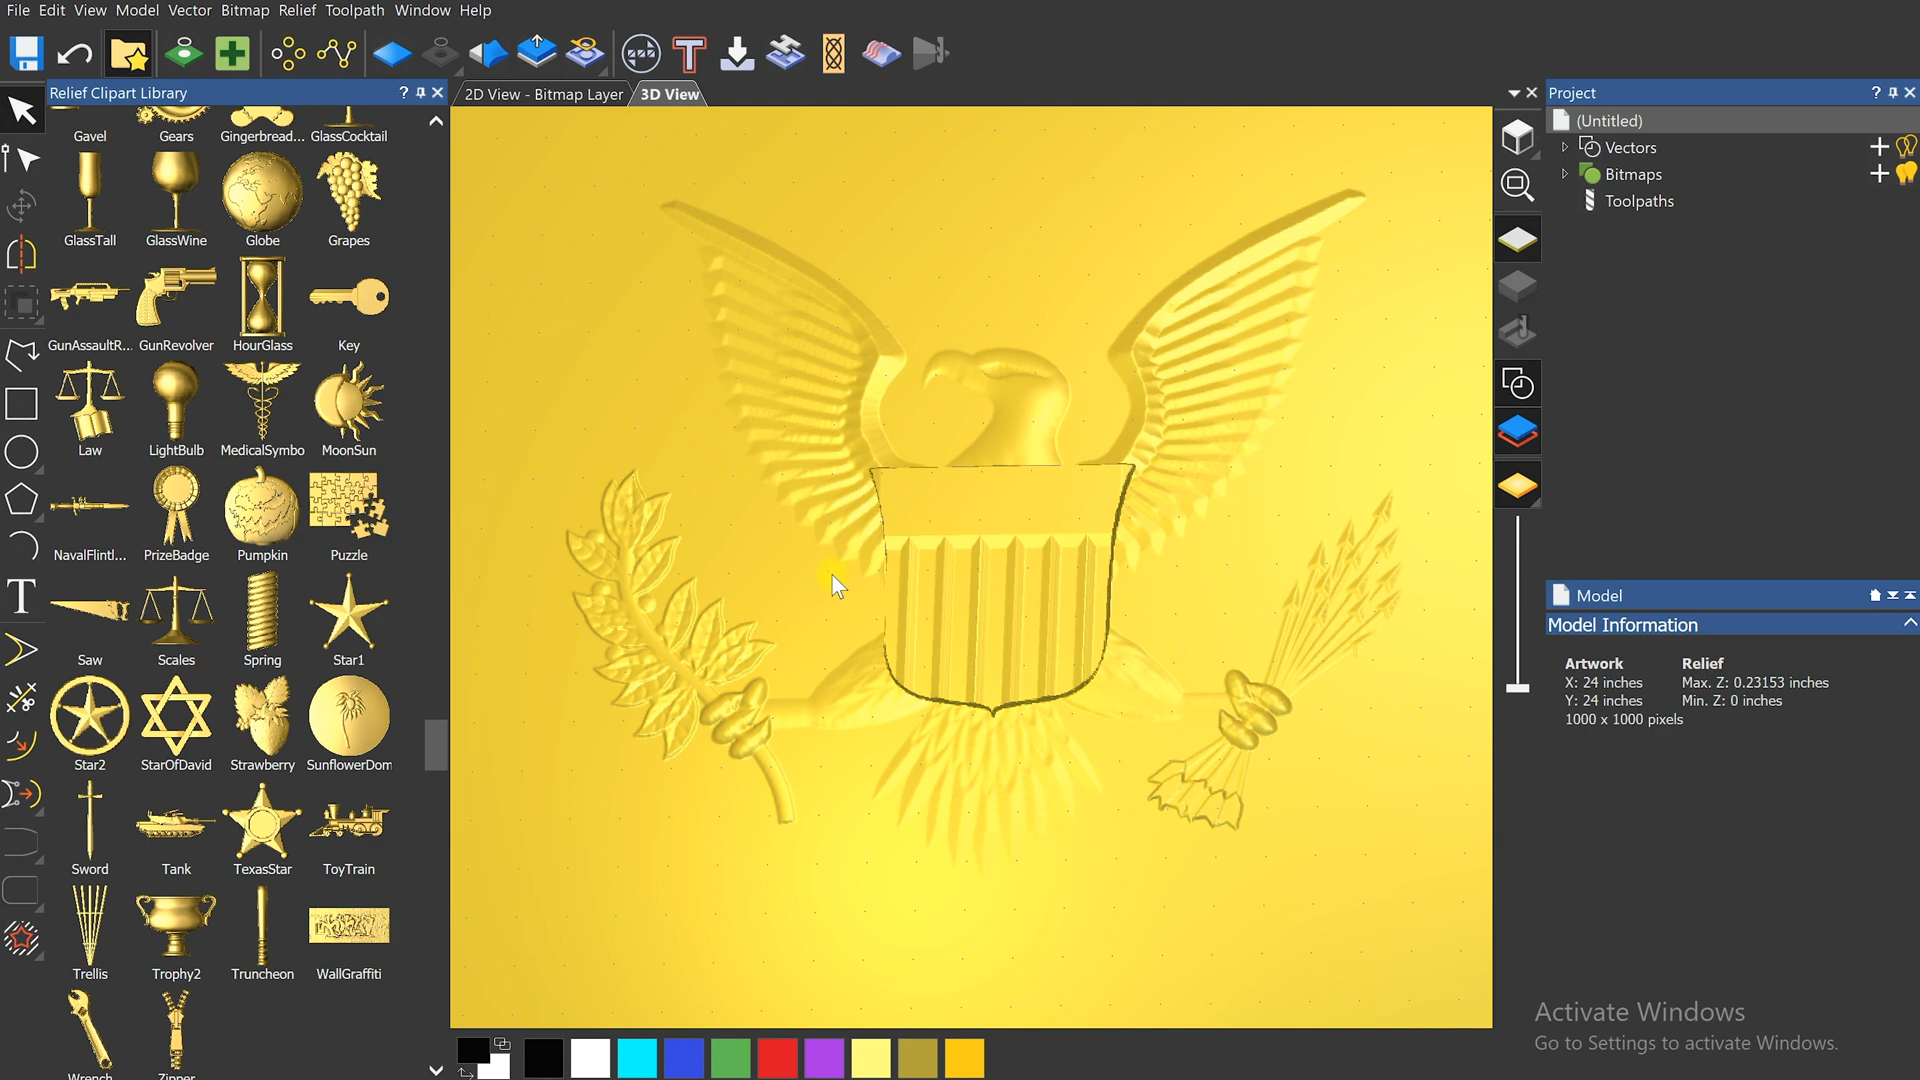 File Edit View Model Vector Bitmap Relief Toolpath Window Help
Relief Clipart Library
2D View - Bitmap Layer
3D View
Project
Gavel Gears Gingerbread... GlassCocktail
GlassTall GlassWine Globe Grapes
GunAssaultR... GunRevolver HourGlass Key
Law LightBulb MedicalSymbo MoonSun
NavalFlintl... PrizeBadge Pumpkin Puzzle
Saw Scales Spring Star1
Star2 StarOfDavid Strawberry SunflowerDom
Sword Tank TexasStar ToyTrain
Trellis Trophy2 Truncheon WallGraffiti
Wrench Zipper
(Untitled)
Vectors
Bitmaps
Toolpaths
Model
Model Information
Artwork Relief
X: 24 inches Max. Z: 0.23153 inches
Y: 24 inches Min. Z: 0 inches
1000 x 1000 pixels
Activate Windows
Go to Settings to activate Windows.